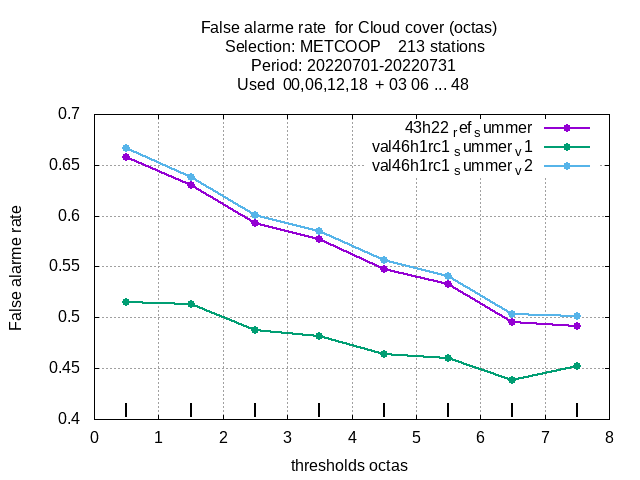 False alarme rate  for Cloud cover (octas)
Selection: METCOOP    213 stations
Period: 20220701-20220731
Used  00,06,12,18  + 03 06 ... 48
0.7
0.65
0.6
0.55
0.5
0.45
0.4
False alarme rate
43h22 ref summer
val46h1rc1 summer v1
val46h1rc1 summer v2
0 1 2 3 4 5 6 7 8
thresholds octas